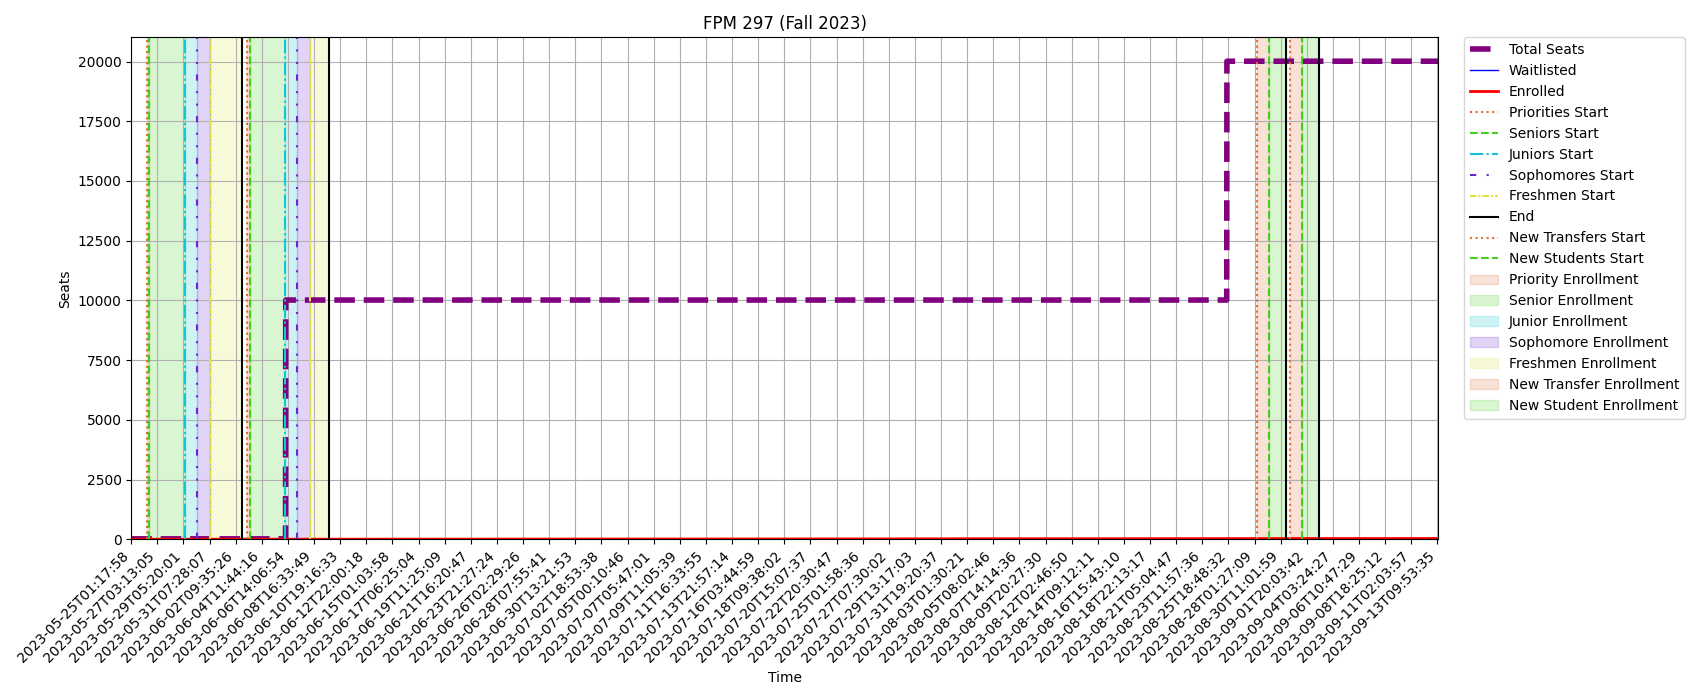 FPM 297 (Fall 2023)
Seats
20000
17500
15000
12500
10000
7500
5000
2500
0
2023-05-25T01:17:58
2023-05-27T03:13:05
2023-05-29T05:20:01
2023-05-31T07:28:07
2023-06-02T09:35:26
2023-06-04T11:44:16
2023-06-06T14:06:54
2023-06-08T16:33:49
2023-06-10T19:16:33
2023-06-12T22:00:18
2023-06-15T01:03:58
2023-06-17T06:25:04
2023-06-19T11:25:09
2023-06-21T16:20:47
2023-06-23T21:27:24
2023-06-26T02:29:26
2023-06-28T07:55:41
2023-06-30T13:21:53
2023-07-02T18:53:38
2023-07-05T00:10:46
2023-07-07T05:47:01
2023-07-09T11:05:39
2023-07-11T16:33:55
2023-07-13T21:57:14
2023-07-16T03:44:59
2023-07-18T09:38:02
2023-07-20T15:07:37
2023-07-22T20:30:47
2023-07-25T01:58:36
2023-07-27T07:30:02
2023-07-29T13:17:03
2023-07-31T19:20:37
2023-08-03T01:30:21
2023-08-05T08:02:46
2023-08-07T14:14:36
2023-08-09T20:27:30
2023-08-12T02:46:50
2023-08-14T09:12:11
2023-08-16T15:43:10
2023-08-18T22:13:17
2023-08-21T05:04:47
2023-08-23T11:57:36
2023-08-25T18:48:32
2023-08-28T01:27:09
2023-08-30T11:01:59
2023-09-01T20:03:42
2023-09-04T03:24:27
2023-09-06T10:47:29
2023-09-08T18:25:12
2023-09-11T02:03:57
2023-09-13T09:53:35
Time
Total Seats
Waitlisted
Enrolled
Priorities Start
Seniors Start
Juniors Start
Sophomores Start
Freshmen Start
End
New Transfers Start
New Students Start
Priority Enrollment
Senior Enrollment
Junior Enrollment
Sophomore Enrollment
Freshmen Enrollment
New Transfer Enrollment
New Student Enrollment